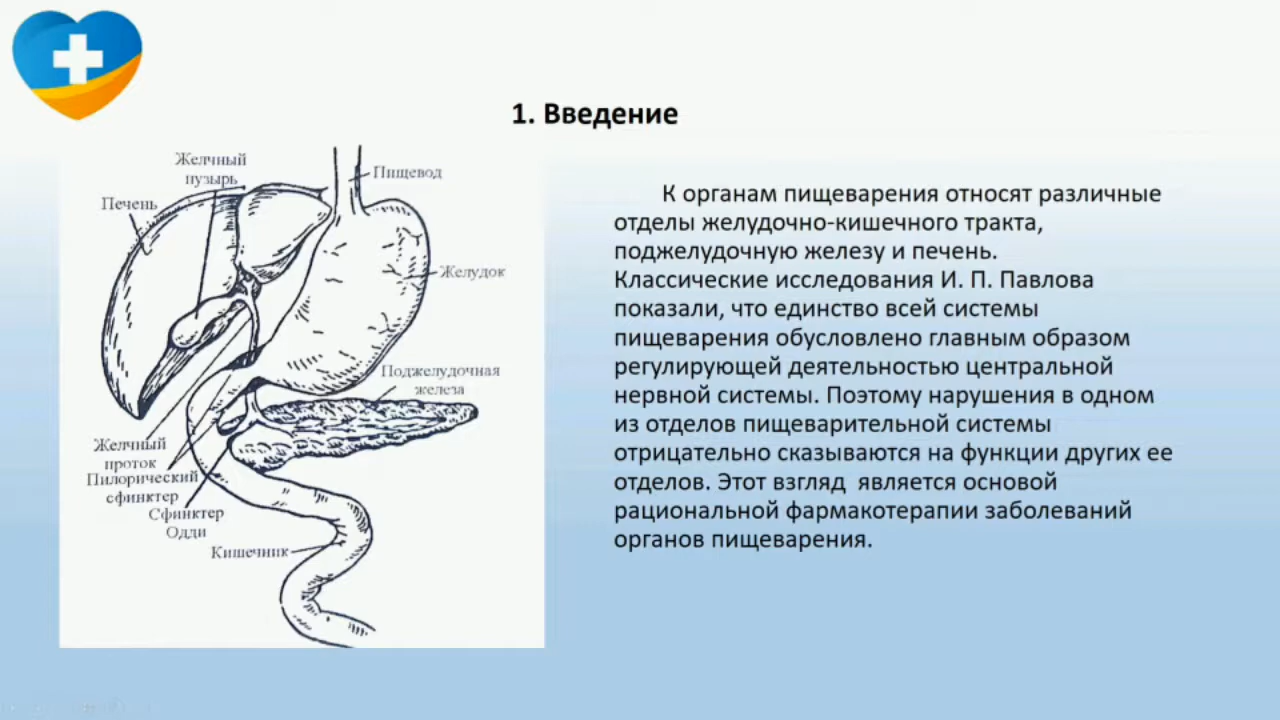 1. Введение
Желчный
пузырь
Пищевод
Печень
Желудок
Поджелудочная
железа
Желчный
проток
Пилорический
сфинктер
Сфинктер
Одди
Кишечник
К органам пищеварения относят различные
отделы желудочно-кишечного тракта,
поджелудочную железу и печень.
Классические исследования И. П. Павлова
показали, что единство всей системы
пищеварения обусловлено главным образом
регулирующей деятельностью центральной
нервной системы. Поэтому нарушения в одном
из отделов пищеварительной системы
отрицательно сказываются на функции других ее
отделов. Этот взгляд является основой
рациональной фармакотерапии заболеваний
органов пищеварения.